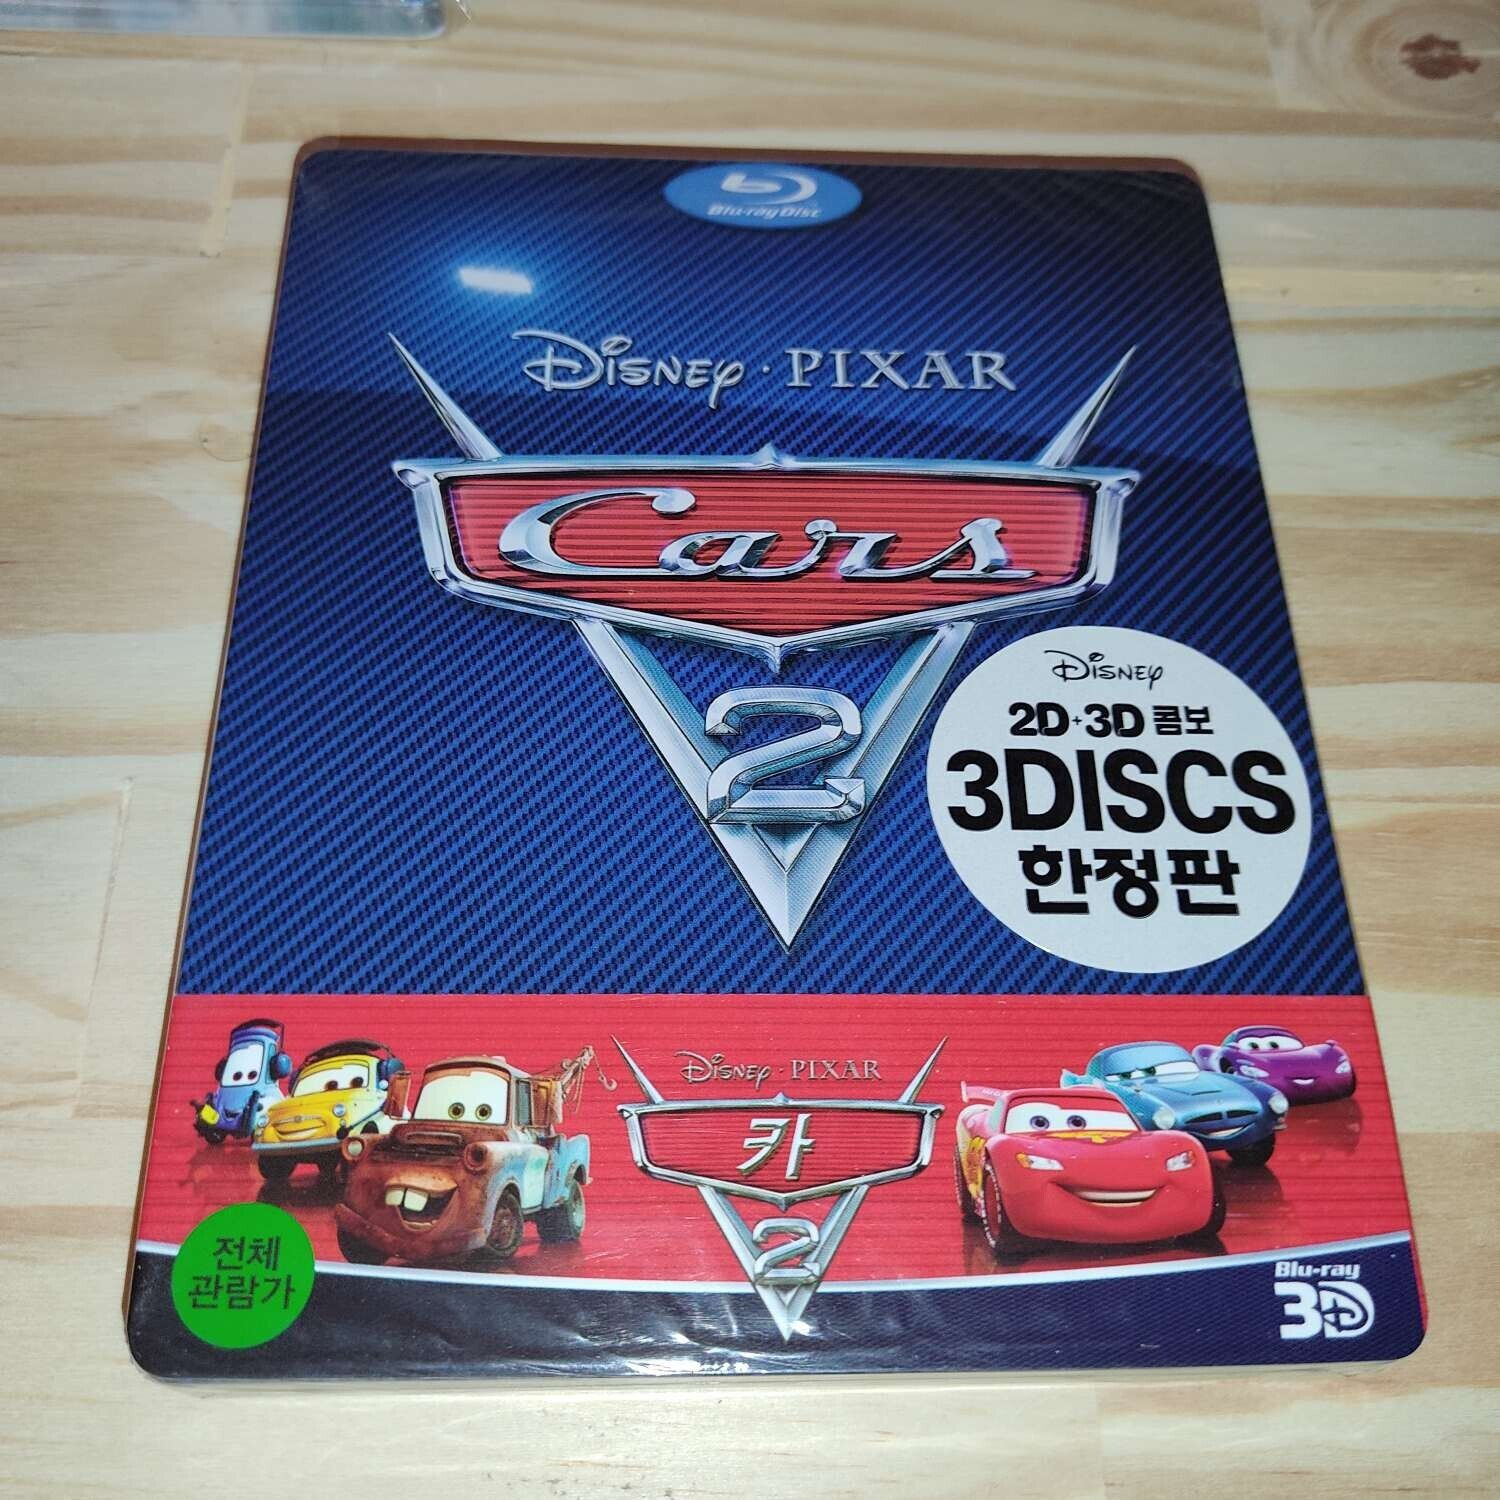 Blu-ray Disc
Disney · PIXAR
Cars
2
Disney
2D+3D 콤보
3DISCS
한정판
Disney · PIXAR
카
2
전체
관람가
Blu-ray
3D